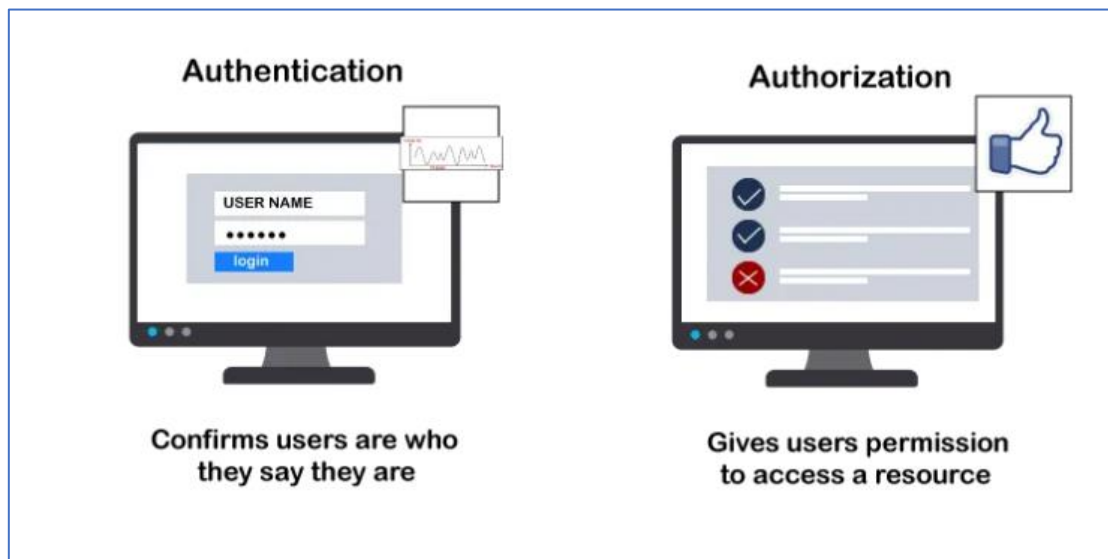 Authentication
USER NAME
login
Confirms users are who
they say they are
Authorization
Gives users permission
to access a resource